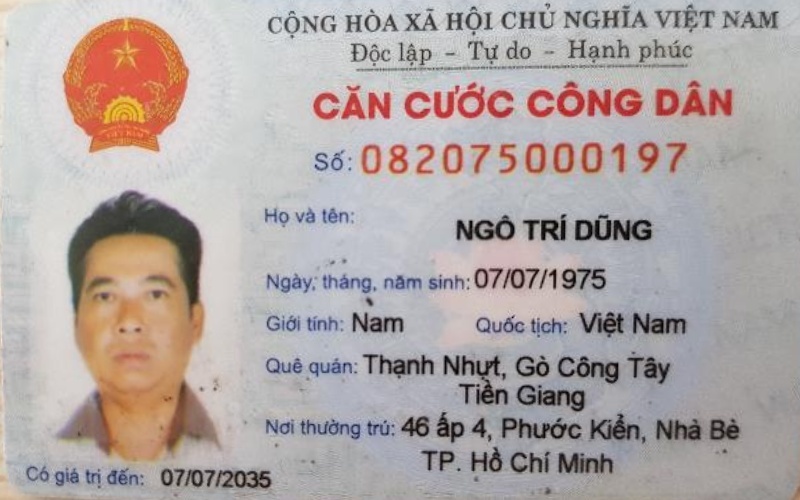 CỘNG HÒA XÃ HỘI CHỦ NGHĨA VIỆT NAM
Độc lập - Tự do - Hạnh phúc
CĂN CƯỚC CÔNG DÂN
Số: 082075000197
Họ và tên: NGÔ TRÍ DŨNG
Ngày, tháng, năm sinh: 07/07/1975
Giới tính: Nam Quốc tịch: Việt Nam
Quê quán: Thạnh Nhựt, Gò Công Tây
Tiền Giang
Nơi thường trú: 46 ấp 4, Phước Kiển, Nhà Bè
TP. Hồ Chí Minh
Có giá trị đến: 07/07/2035
VIỆT NAM